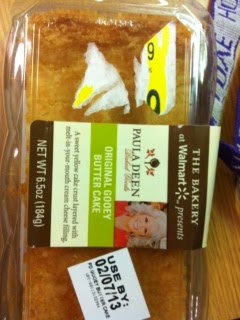 THE BAKERY
at Walmart presents
PAULA DEEN
ORIGINAL GOOEY
BUTTER CAKE
A sweet yellow cake crust layered with
melt-in-your-mouth cream cheese filling.
NET WT 6.5oz (184g)
USE BY:
02/07/13